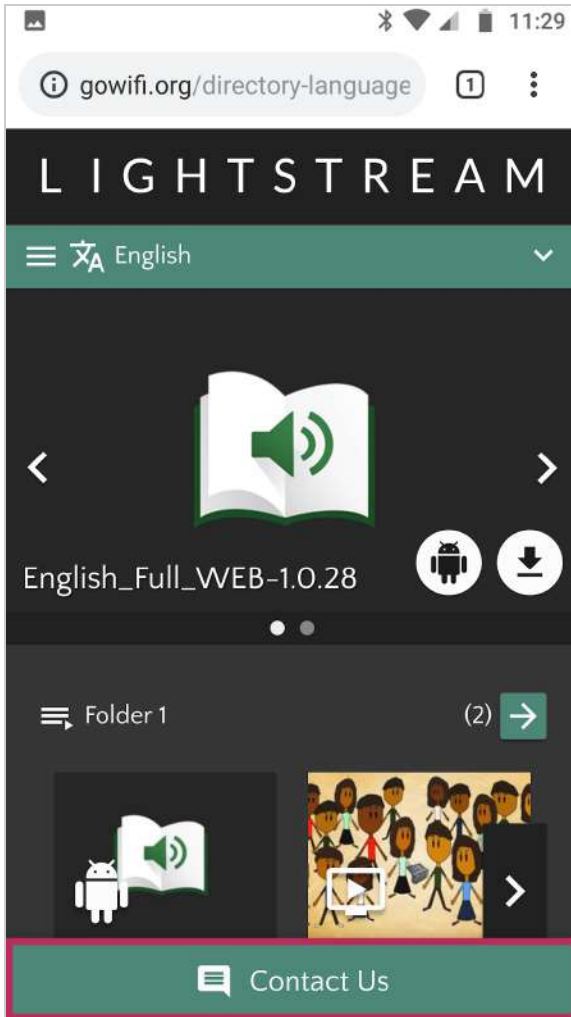 11:29
gowifi.org/directory-language
1
LIGHTSTREAM
English
English_Full_WEB-1.0.28
Folder 1 (2)
Contact Us